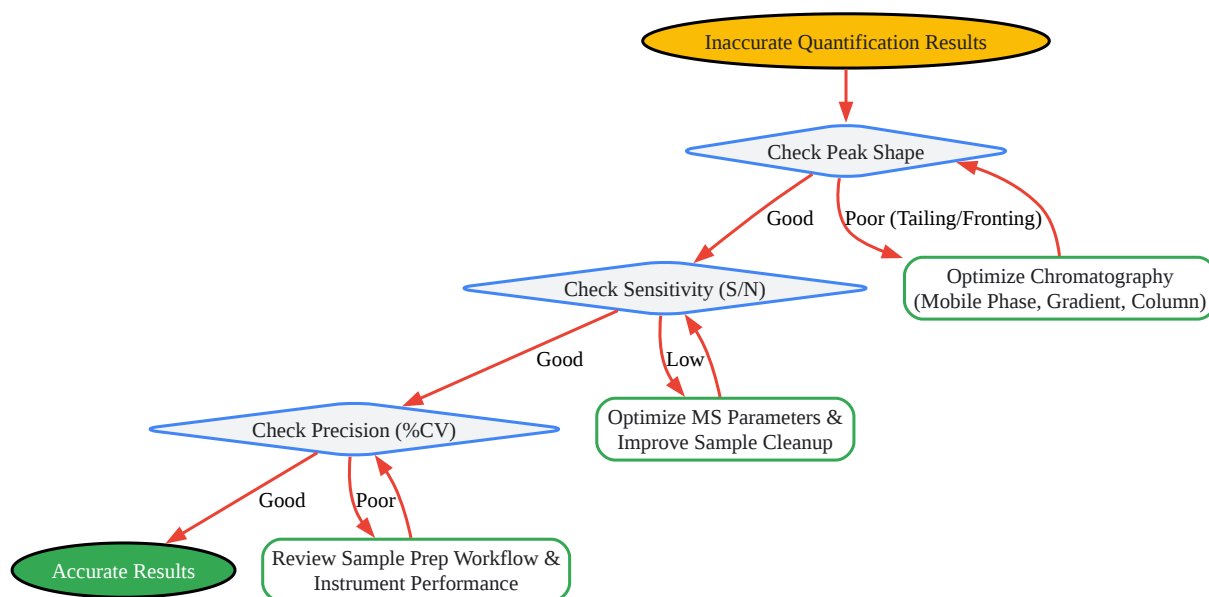 Inaccurate Quantification Results
Check Peak Shape
Good
Poor (Tailing/Fronting)
Optimize Chromatography
(Mobile Phase, Gradient, Column)
Check Sensitivity (S/N)
Good
Low
Optimize MS Parameters &
Improve Sample Cleanup
Check Precision (%CV)
Good
Poor
Review Sample Prep Workflow &
Instrument Performance
Accurate Results